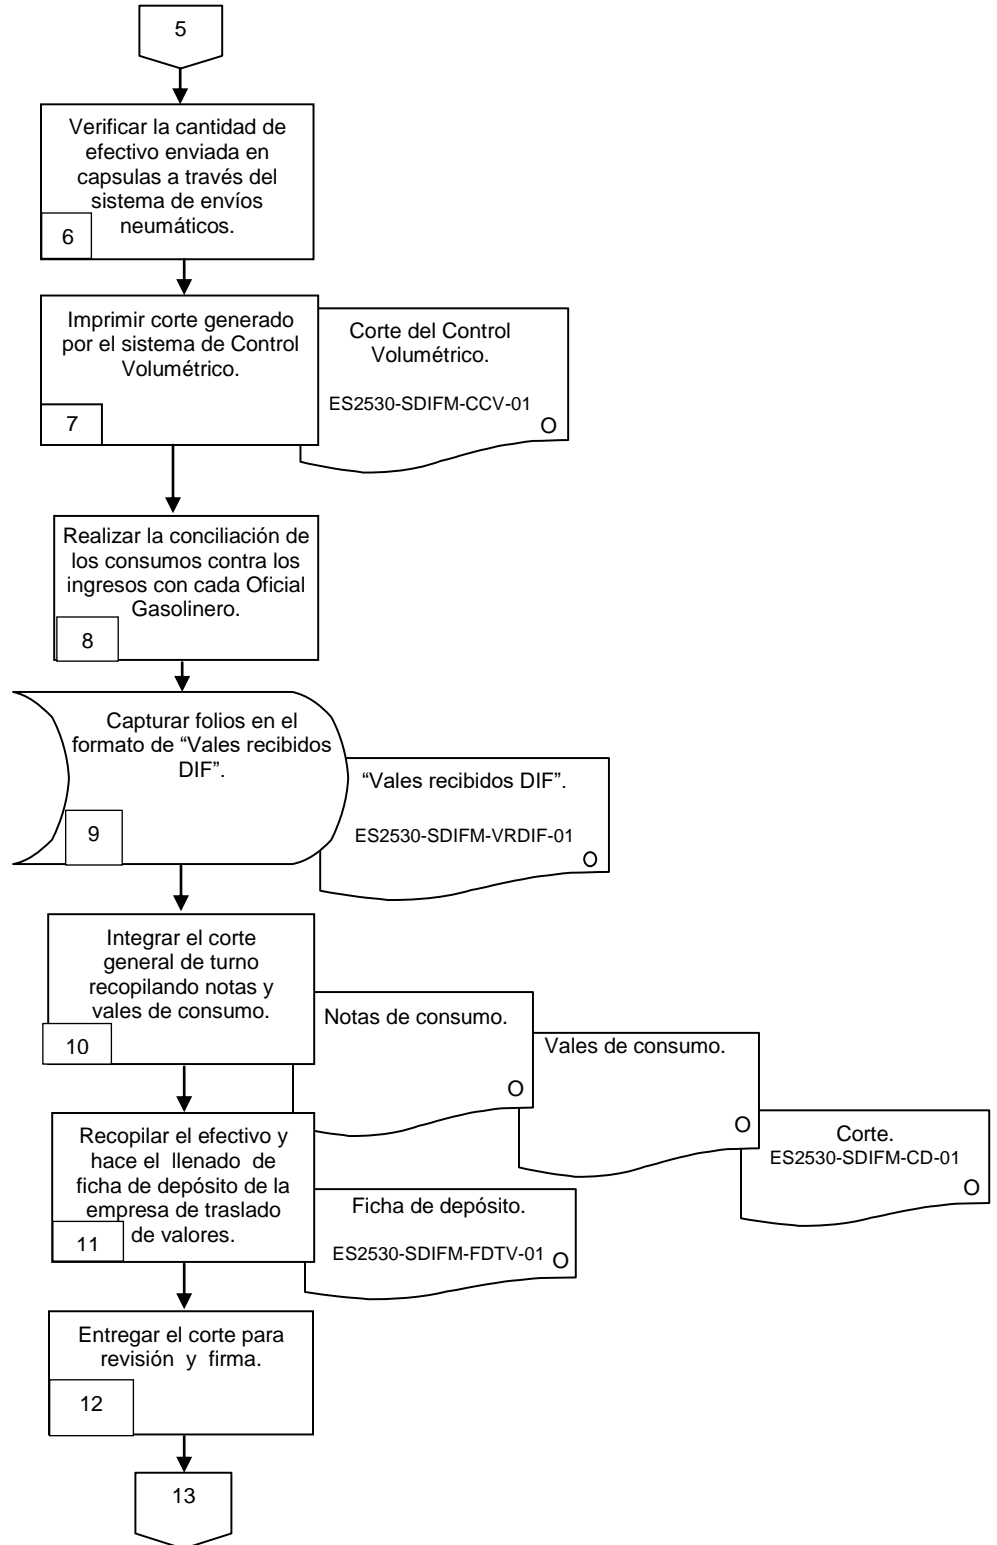 5
Verificar la cantidad de
efectivo enviada en
capsulas a través del
sistema de envíos
neumáticos.
6
Imprimir corte generado
por el sistema de Control
Volumétrico.
7
Corte del Control
Volumétrico.
ES2530-SDIFM-CCV-01
O
Realizar la conciliación de
los consumos contra los
ingresos con cada Oficial
Gasolinero.
8
Capturar folios en el
formato de “Vales recibidos
DIF”.
9
“Vales recibidos DIF”.
ES2530-SDIFM-VRDIF-01
O
Integrar el corte
general de turno
recopilando notas y
vales de consumo.
10
Notas de consumo.
O
Vales de consumo.
O
Corte.
ES2530-SDIFM-CD-01
O
Recopilar el efectivo y
hace el llenado de
ficha de depósito de la
empresa de traslado
de valores.
11
Ficha de depósito.
ES2530-SDIFM-FDTV-01
O
Entregar el corte para
revisión y firma.
12
13